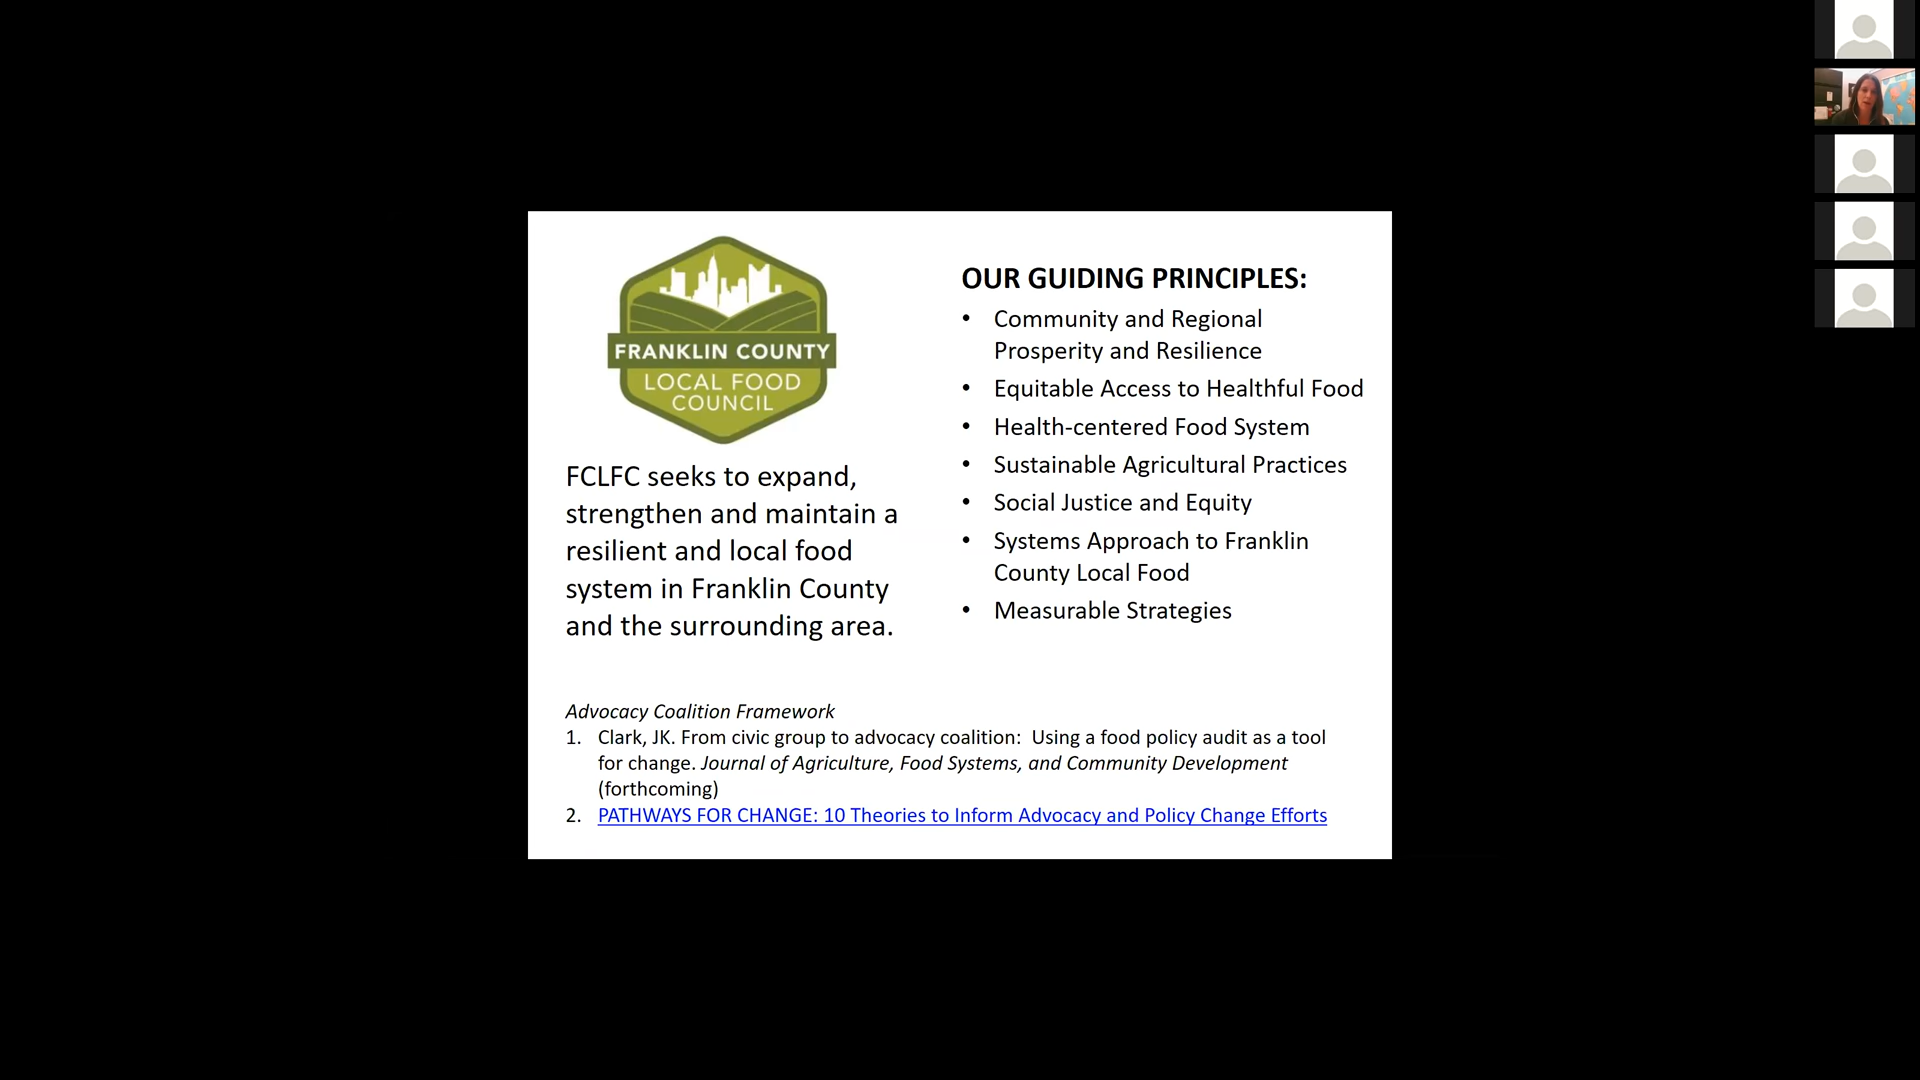 FRANKLIN COUNTY
LOCAL FOOD
COUNCIL
FCLFC seeks to expand,
strengthen and maintain a
resilient and local food
system in Franklin County
and the surrounding area.
OUR GUIDING PRINCIPLES:
• Community and Regional
Prosperity and Resilience
• Equitable Access to Healthful Food
• Health-centered Food System
• Sustainable Agricultural Practices
• Social Justice and Equity
• Systems Approach to Franklin
County Local Food
• Measurable Strategies
Advocacy Coalition Framework
1. Clark, JK. From civic group to advocacy coalition:  Using a food policy audit as a tool
for change. Journal of Agriculture, Food Systems, and Community Development
(forthcoming)
2. PATHWAYS FOR CHANGE: 10 Theories to Inform Advocacy and Policy Change Efforts